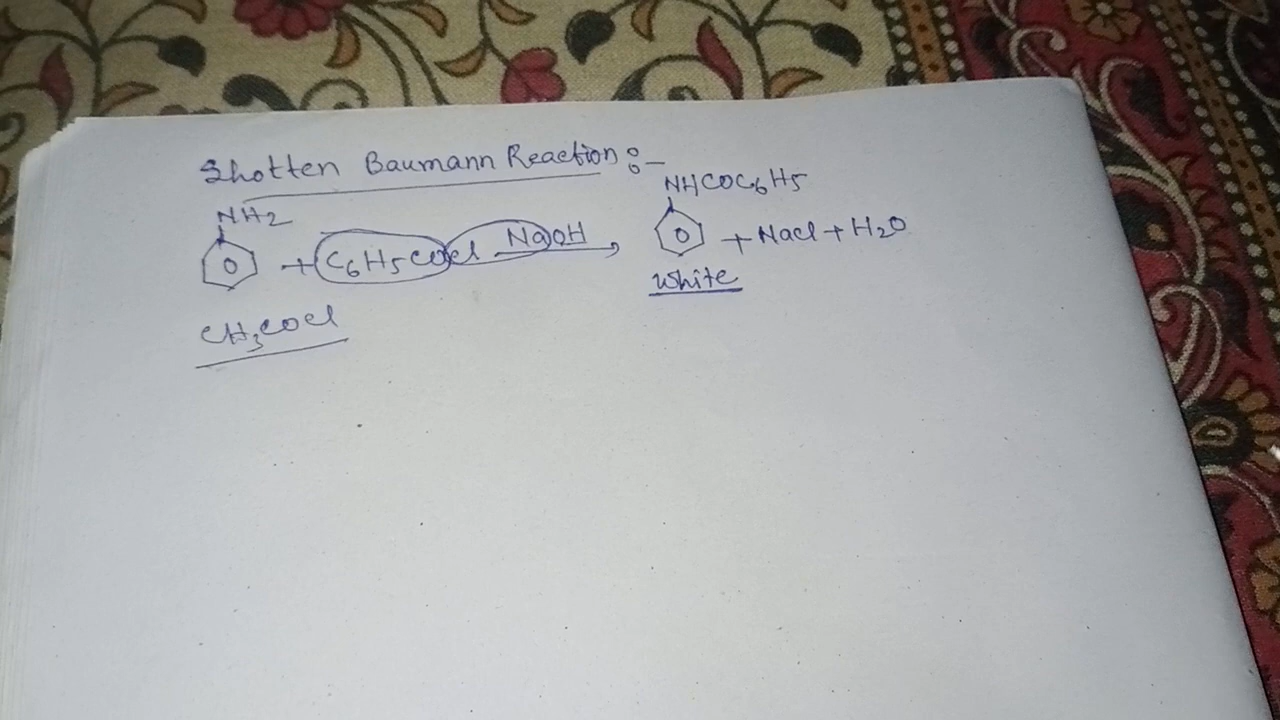 Shotten Baumann Reaction :-
NH2 NHCOC6H5
+ C6H5COCl NaOH + NaCl + H2O
White
CH3COCl